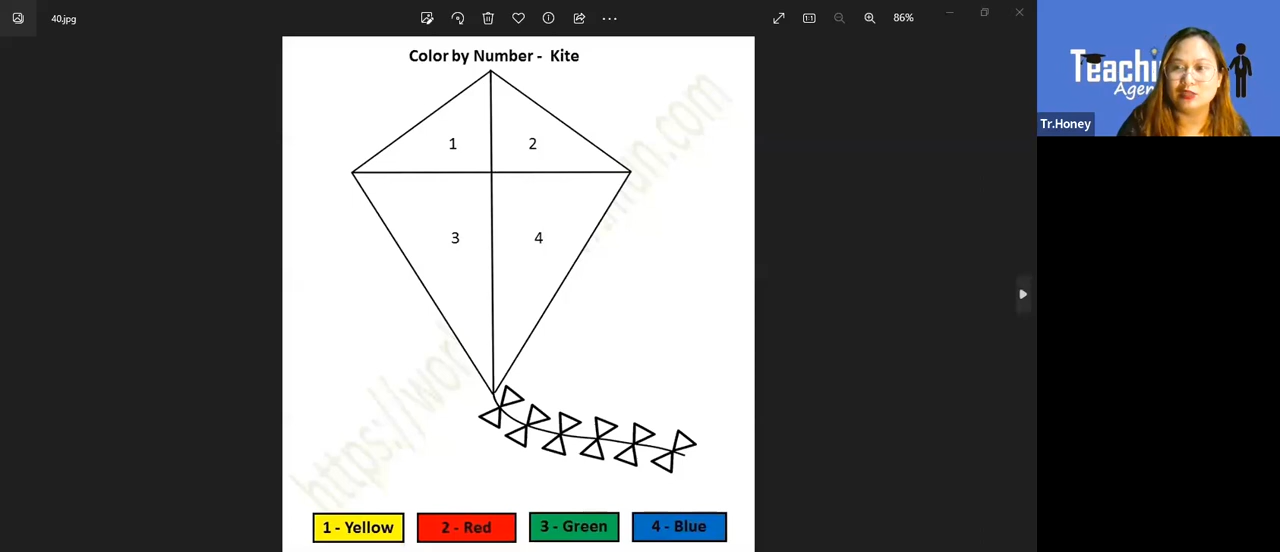 40.jpg
86%
Color by Number - Kite
1
2
3
4
1 - Yellow
2 - Red
3 - Green
4 - Blue
Tr.Honey